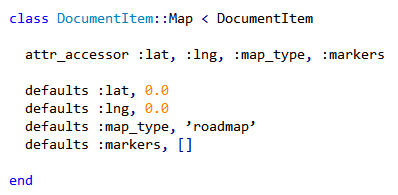 class DocumentItem::Map < DocumentItem
attr_accessor :lat, :lng, :map_type, :markers
defaults :lat, 0.0
defaults :lng, 0.0
defaults :map_type, ’roadmap’
defaults :markers, []
end